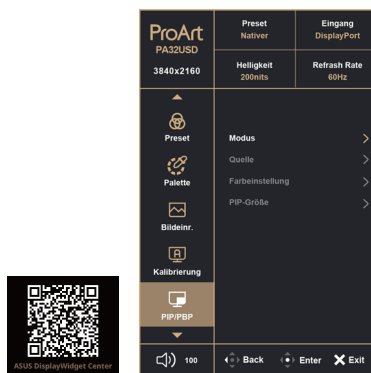 ProArt
PA32USD
3840x2160
Preset
Nativer
Eingang
DisplayPort
Helligkeit
200nits
Refrash Rate
60Hz
Preset
Palette
Bildeinr.
Kalibrierung
PIP/PBP
Modus
Quelle
Farbeinstellung
PIP-Größe
100
Back
Enter
Exit
ASUS DisplayWidget Center